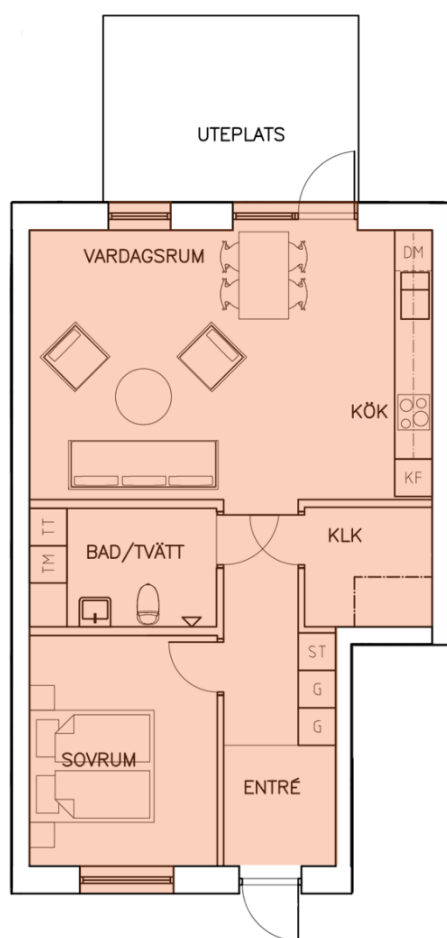 UTEPLATS
VARDAGSRUM
DM
KÖK
KF
TT
TM
BAD/TVÄTT
KLK
ST
G
G
SOVRUM
ENTRÉ